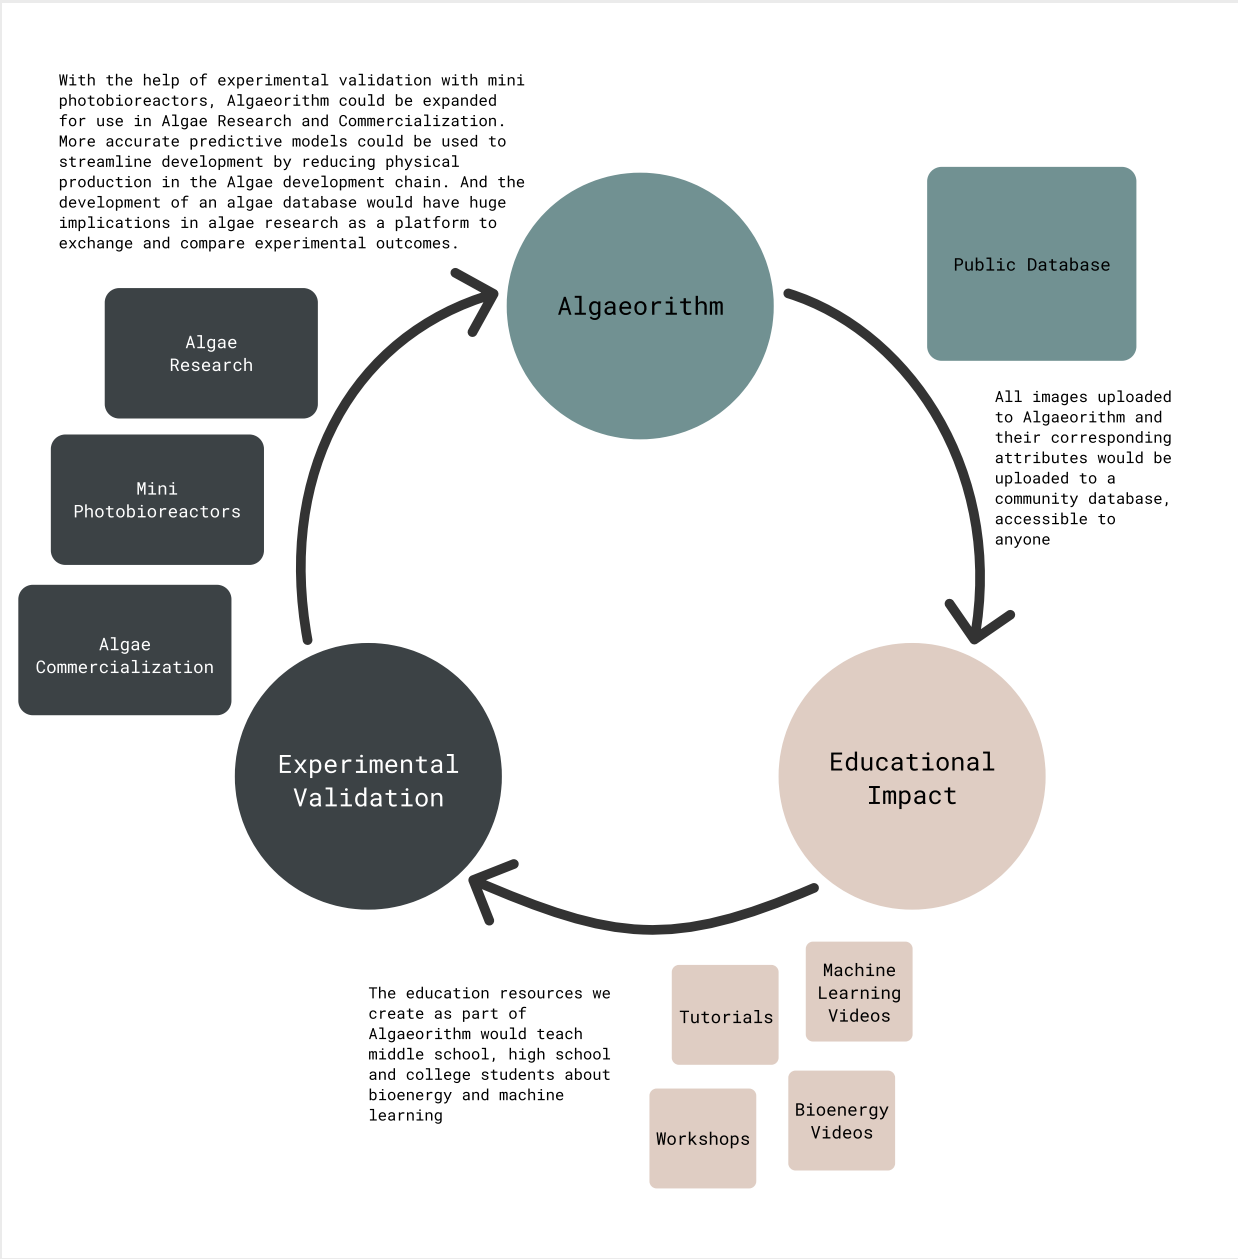 With the help of experimental validation with mini
photobioreactors, Algaeorithm could be expanded
for use in Algae Research and Commercialization.
More accurate predictive models could be used to
streamline development by reducing physical
production in the Algae development chain. And the
development of an algae database would have huge
implications in algae research as a platform to
exchange and compare experimental outcomes.
Algaeorithm
Public Database
All images uploaded
to Algaeorithm and
their corresponding
attributes would be
uploaded to a
community database,
accessible to
anyone
Algae
Research
Mini
Photobioreactors
Algae
Commercialization
Experimental
Validation
Educational
Impact
The education resources we
create as part of
Algaeorithm would teach
middle school, high school
and college students about
bioenergy and machine
learning
Tutorials
Machine
Learning
Videos
Workshops
Bioenergy
Videos